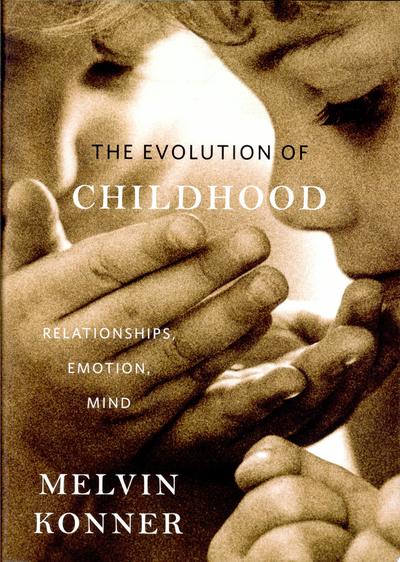 THE EVOLUTION OF
CHILDHOOD
RELATIONSHIPS,
EMOTION,
MIND
MELVIN
KONNER